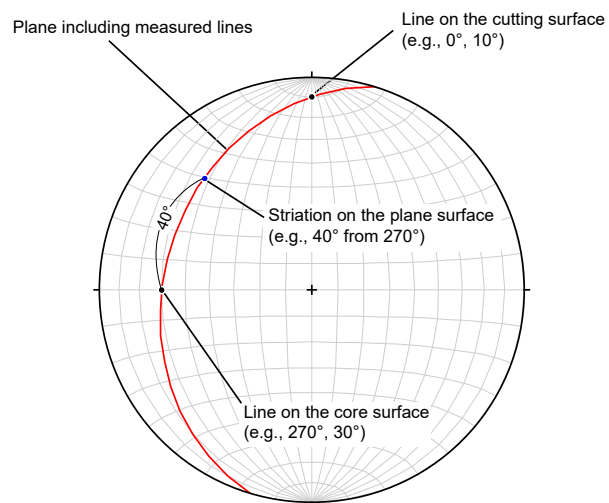 Plane including measured lines
Line on the cutting surface
(e.g., 0°, 10°)
40°
Striation on the plane surface
(e.g., 40° from 270°)
Line on the core surface
(e.g., 270°, 30°)